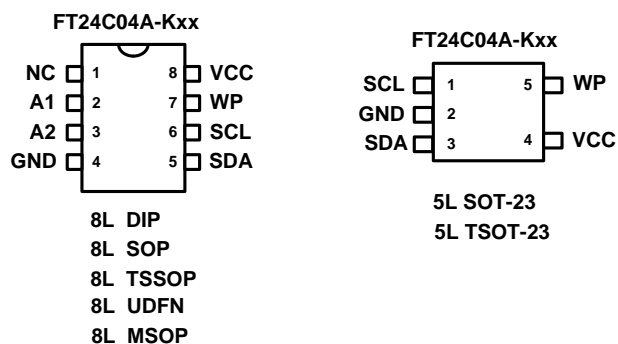 FT24C04A-Kxx
NC 1 8 VCC
A1 2 7 WP
A2 3 6 SCL
GND 4 5 SDA
8L DIP
8L SOP
8L TSSOP
8L UDFN
8L MSOP
FT24C04A-Kxx
SCL 1 5 WP
GND 2
SDA 3 4 VCC
5L SOT-23
5L TSOT-23